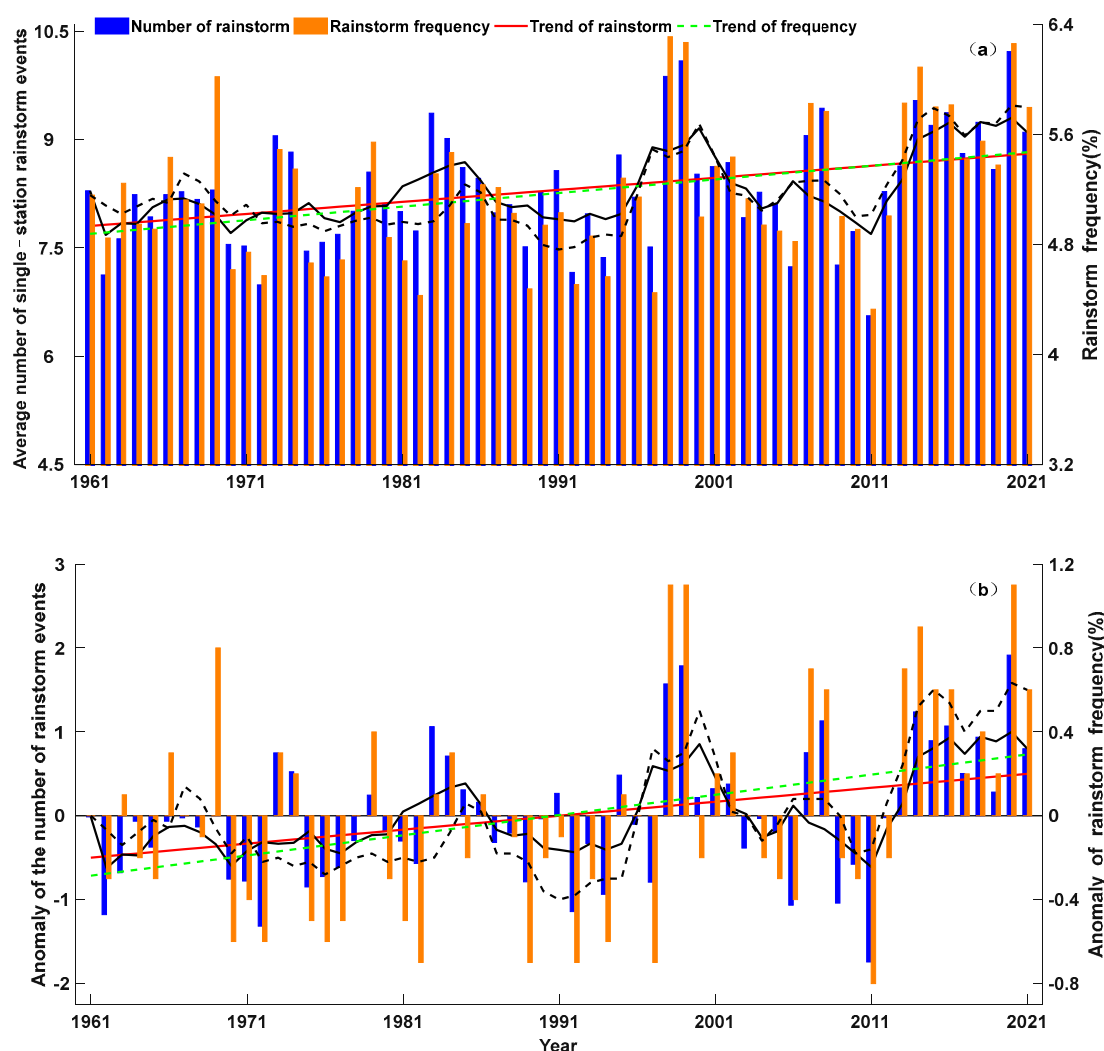 Number of rainstorm Rainstorm frequency Trend of rainstorm Trend of frequency
(a)
Average number of single-station rainstorm events
10.5
9
7.5
6
4.5
6.4
5.6
4.8
4
3.2
Rainstorm frequency(%)
1961 1971 1981 1991 2001 2011 2021
(b)
Anomaly of the number of rainstorm events
3
2
1
0
-1
-2
1.2
0.8
0.4
0
-0.4
-0.8
Anomaly of rainstorm frequency(%)
1961 1971 1981 1991 2001 2011 2021
Year